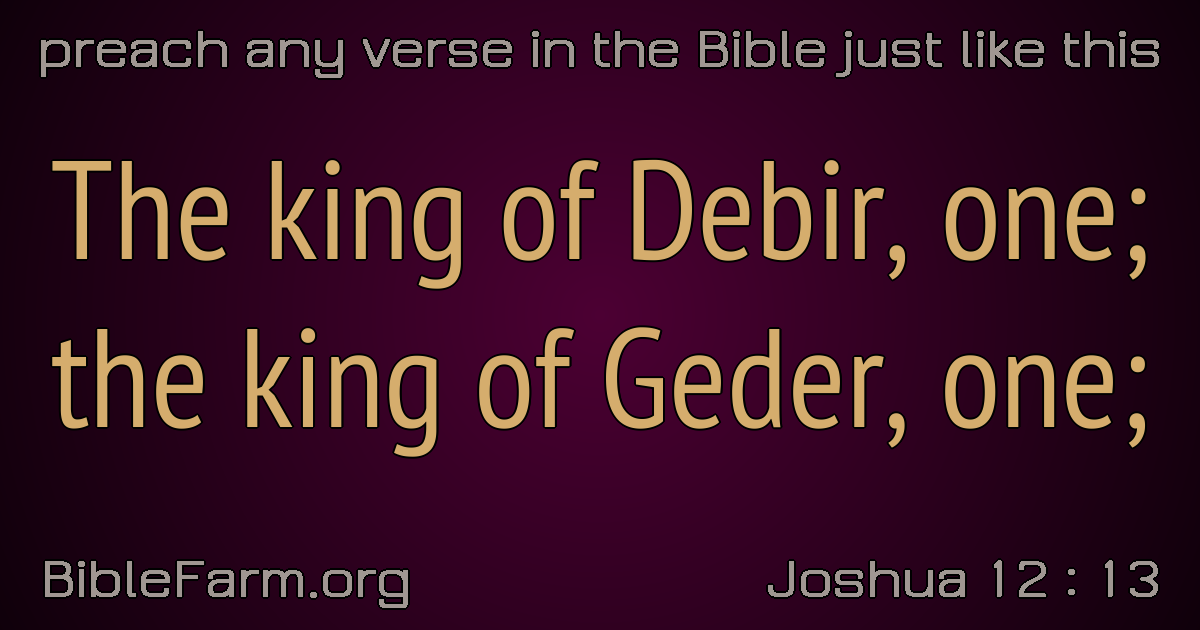 preach any verse in the Bible just like this
The king of Debir, one;
the king of Geder, one;
BibleFarm.org
Joshua 12 : 13